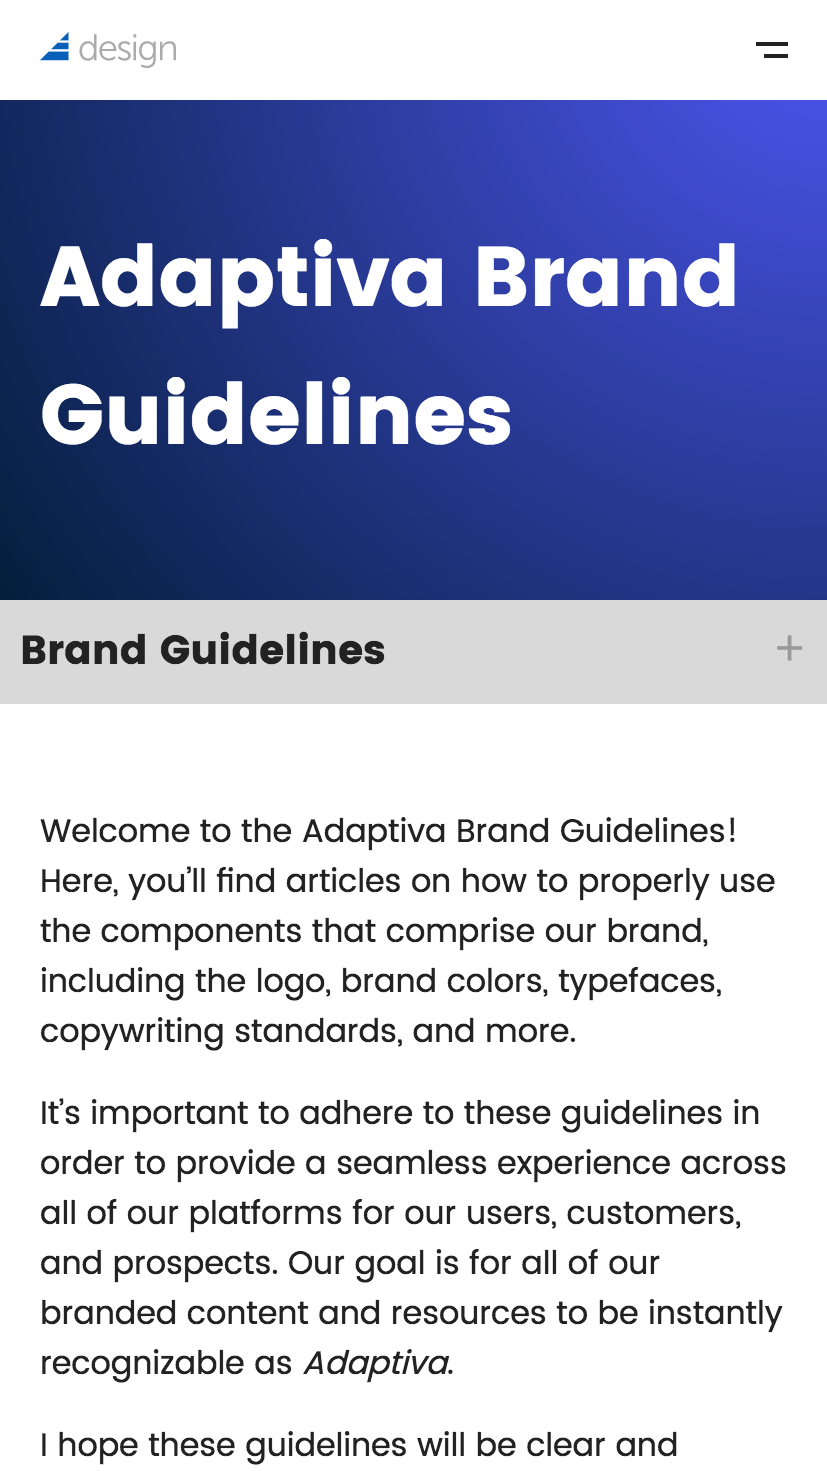 design
Adaptiva Brand
Guidelines
Brand Guidelines
Welcome to the Adaptiva Brand Guidelines!
Here, you’ll find articles on how to properly use
the components that comprise our brand,
including the logo, brand colors, typefaces,
copywriting standards, and more.
It’s important to adhere to these guidelines in
order to provide a seamless experience across
all of our platforms for our users, customers,
and prospects. Our goal is for all of our
branded content and resources to be instantly
recognizable as Adaptiva.
I hope these guidelines will be clear and